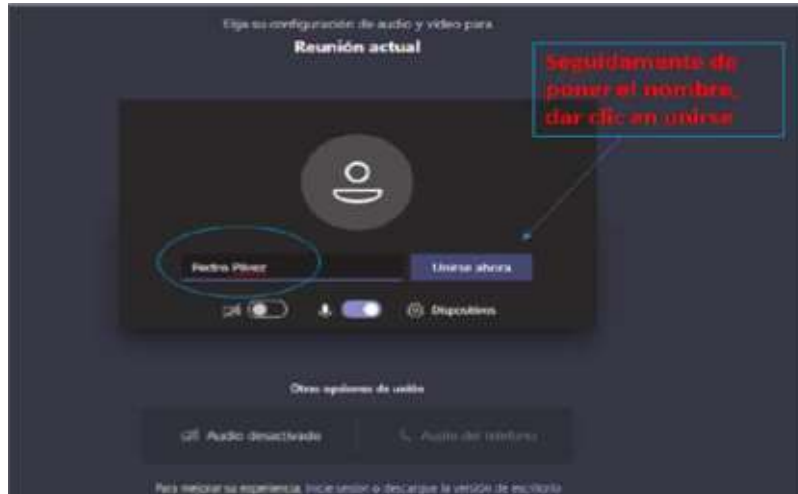 Elija su configuración de audio y vídeo para
Reunión actual
Seguidamente de
poner el nombre,
dar clic en unirse
Pedro Pérez
Unirse ahora
Dispositivos
Otras opciones de unión
Audio desactivado
Audio del teléfono
Para mejorar su experiencia, inicie sesión o descargue la versión de escritorio